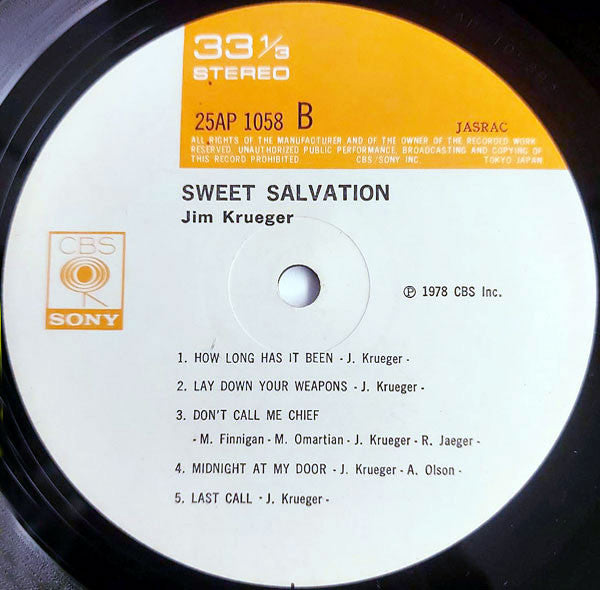 33 1/3
STEREO
25AP 1058 B
JASRAC
ALL RIGHTS OF THE MANUFACTURER AND OF THE OWNER OF THE RECORDED WORK
RESERVED. UNAUTHORIZED PUBLIC PERFORMANCE, BROADCASTING AND COPYING OF
THIS RECORD PROHIBITED CBS/SONY INC. TOKYO JAPAN
SWEET SALVATION
Jim Krueger
CBS
SONY
℗ 1978 CBS Inc.
1. HOW LONG HAS IT BEEN - J. Krueger -
2. LAY DOWN YOUR WEAPONS - J. Krueger -
3. DON'T CALL ME CHIEF
- M. Finnigan - M. Omartian - J. Krueger - R. Jaeger -
4. MIDNIGHT AT MY DOOR - J. Krueger - A. Olson -
5. LAST CALL - J. Krueger -